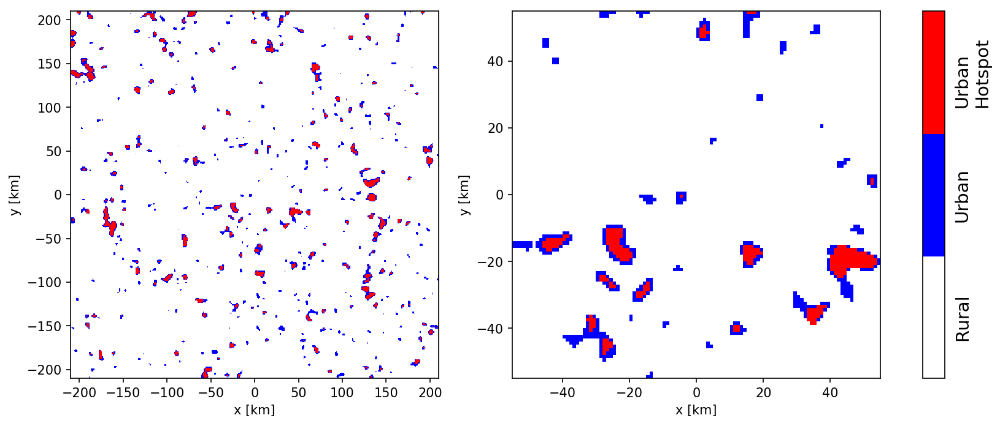 200
150
100
50
0
−50
−100
−150
−200
y [km]
−200 −150 −100 −50 0 50 100 150 200
x [km]
40
20
0
−20
−40
y [km]
−40 −20 0 20 40
x [km]
Urban
Hotspot
Urban
Rural